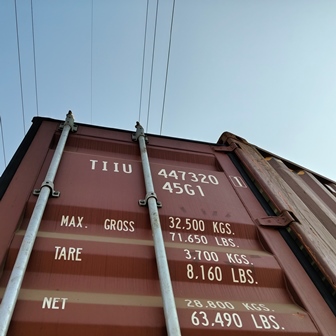 TIIU 447320 1
45G1
MAX. GROSS 32.500 KGS.
71.650 LBS.
TARE 3.700 KGS.
8.160 LBS.
NET 28.800 KGS.
63.490 LBS.